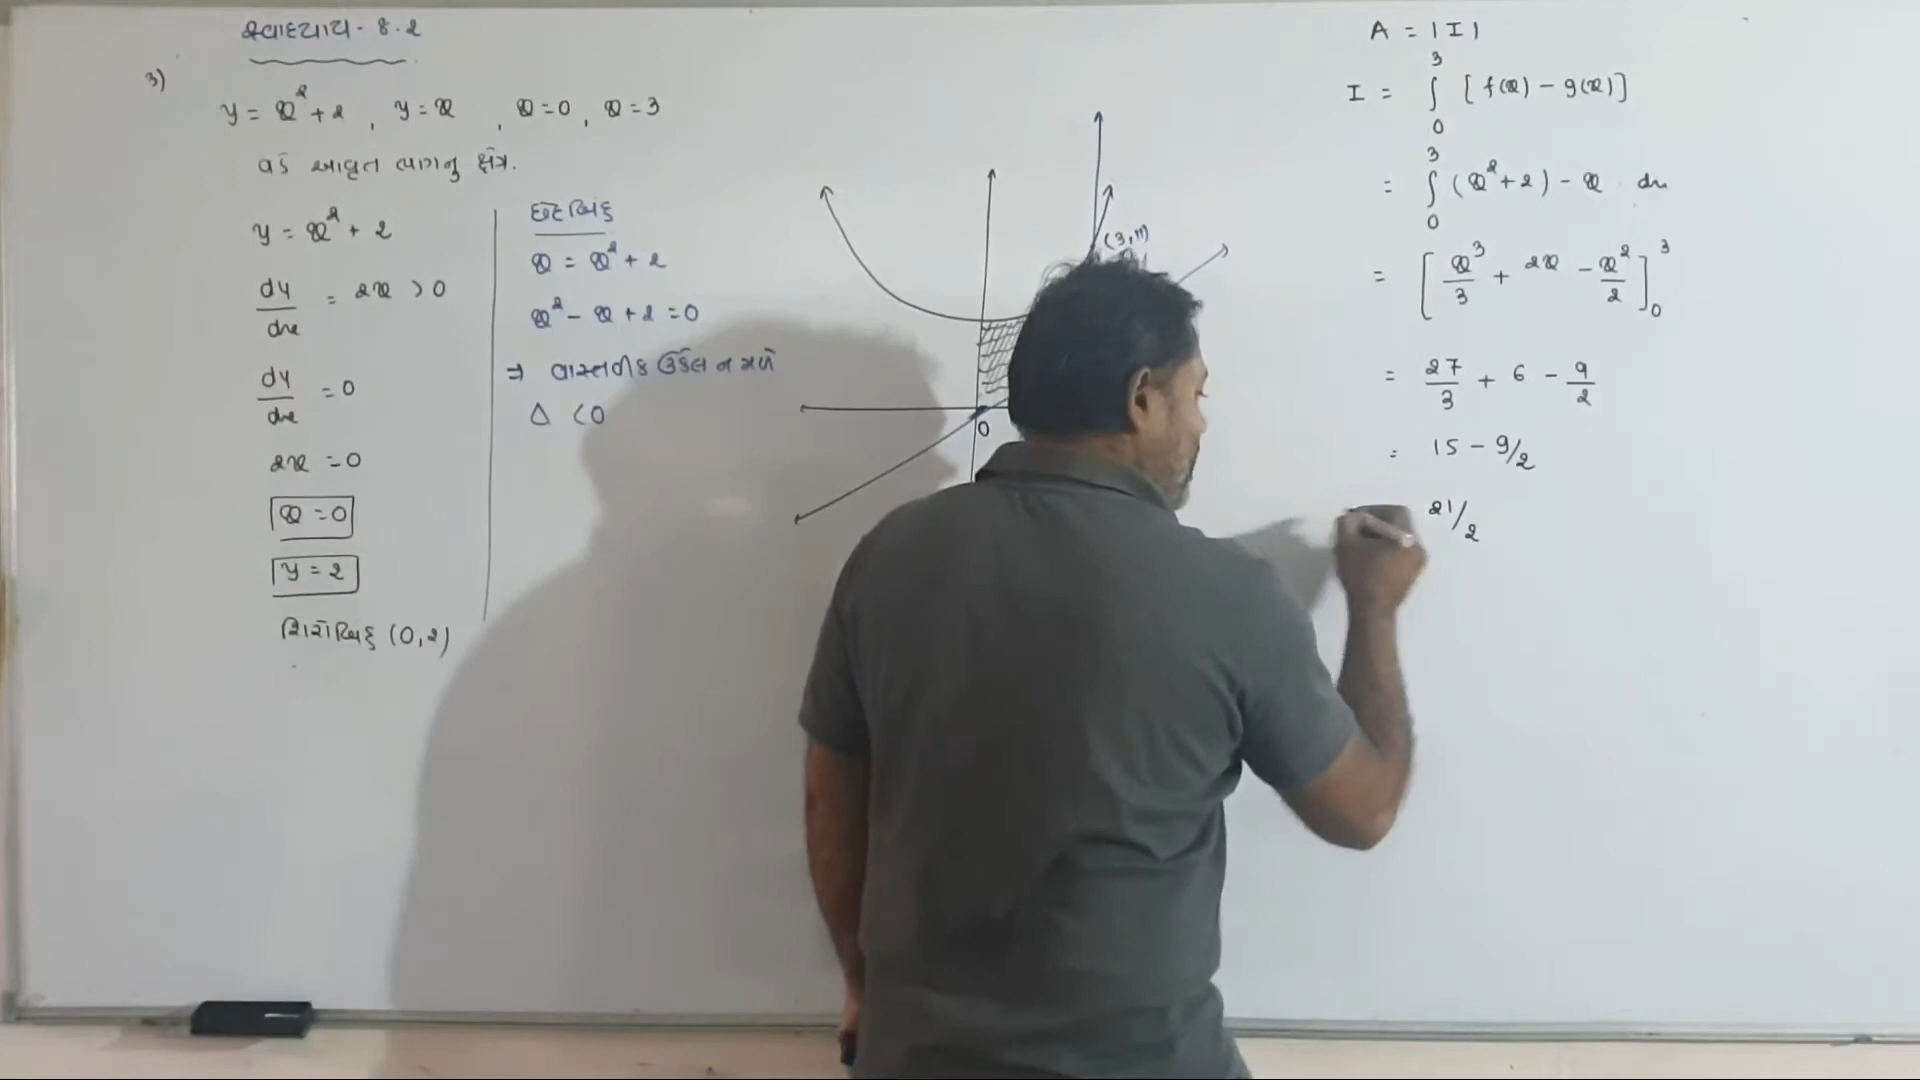 સ્વાધ્યાય - 8.2
3)
y = x² + 2 , y = x , x = 0 , x = 3
વડે આવૃત ભાગનુ ક્ષેત્ર.
y = x² + 2
dy/dx = 2x > 0
dy/dx = 0
2x = 0
x = 0
y = 2
શિરોબિંદુ (0,2)
છેદબિંદુ
x = x² + 2
x² - x + 2 = 0
⇒ વાસ્તવીક ઉકેલ ન મળે
Δ < 0
(3,11)
0
A = |I|
I = ∫₀³ [f(x) - g(x)]
= ∫₀³ (x² + 2) - x dx
= [x³/3 + 2x - x²/2]₀³
= 27/3 + 6 - 9/2
= 15 - 9/2
21/2